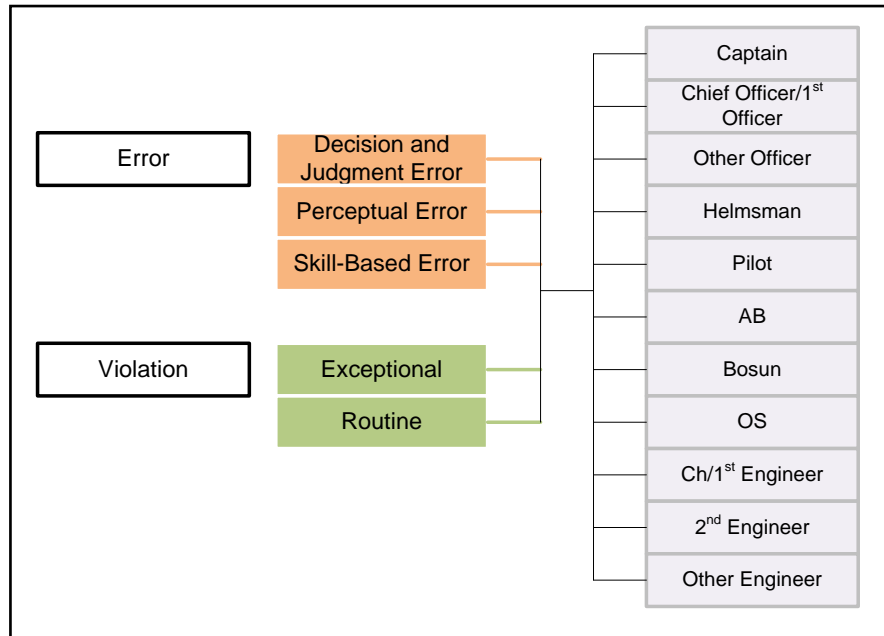 Error
Decision and
Judgment Error
Perceptual Error
Skill-Based Error
Violation
Exceptional
Routine
Captain
Chief Officer/1st
Officer
Other Officer
Helmsman
Pilot
AB
Bosun
OS
Ch/1st Engineer
2nd Engineer
Other Engineer